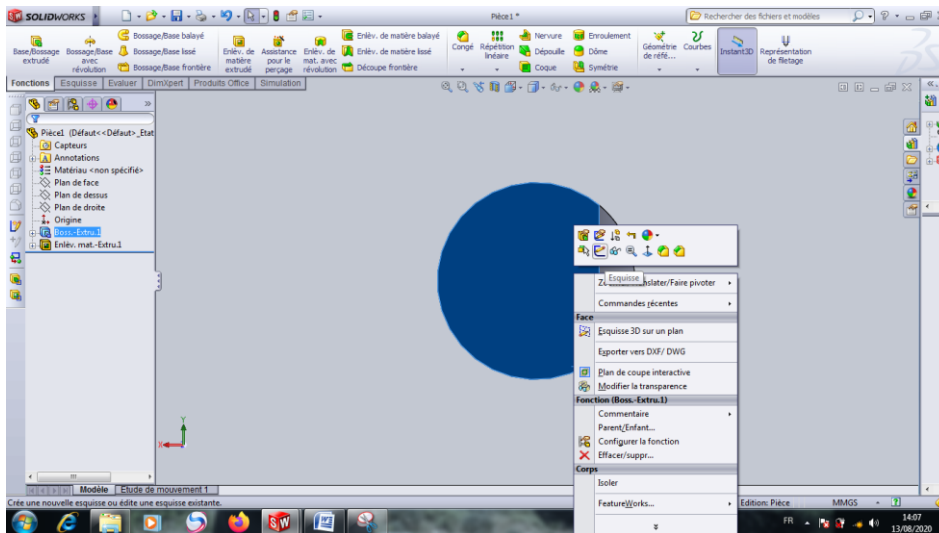 SOLIDWORKS
Pièce1 *
Rechercher des fichiers et modèles
Base/Bossage extrudé
Bossage/Base avec révolution
Bossage/Base balayé
Bossage/Base lissé
Bossage/Base frontière
Enlèv. de matière extrudé
Assistance pour le perçage
Enlèv. de mat. avec révolution
Enlèv. de matière balayé
Enlèv. de matière lissé
Découpe frontière
Congé
Répétition linéaire
Nervure
Dépouille
Coque
Enroulement
Dôme
Symétrie
Géométrie de réfé...
Courbes
Instant3D
Représentation de filetage
Fonctions
Esquisse
Evaluer
DimXpert
Produits Office
Simulation
Pièce1 (Défaut<<Défaut>_Etat
Capteurs
Annotations
Matériau <non spécifié>
Plan de face
Plan de dessus
Plan de droite
Origine
Boss.-Extru.1
Enlèv. mat.-Extru.1
Esquisse
Translater/Faire pivoter
Commandes récentes
Face
Esquisse 3D sur un plan
Exporter vers DXF/ DWG
Plan de coupe interactive
Modifier la transparence
Fonction (Boss.-Extru.1)
Commentaire
Parent/Enfant...
Configurer la fonction
Effacer/suppr...
Corps
Isoler
FeatureWorks...
Y
X
Modèle
Etude de mouvement 1
Crée une nouvelle esquisse ou édite une esquisse existante.
Edition: Pièce
MMGS
FR
14:07
13/08/2020